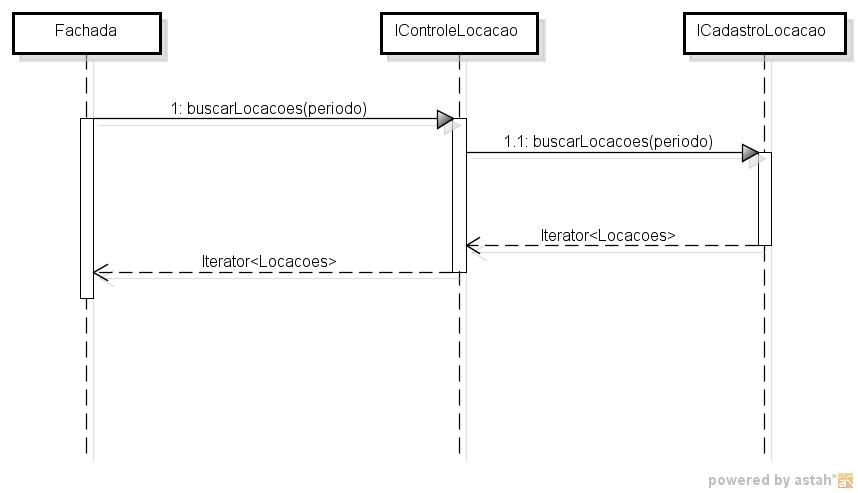 Fachada
IControleLocacao
ICadastroLocacao
1: buscarLocacoes(periodo)
1.1: buscarLocacoes(periodo)
Iterator<Locacoes>
Iterator<Locacoes>
powered by astah*